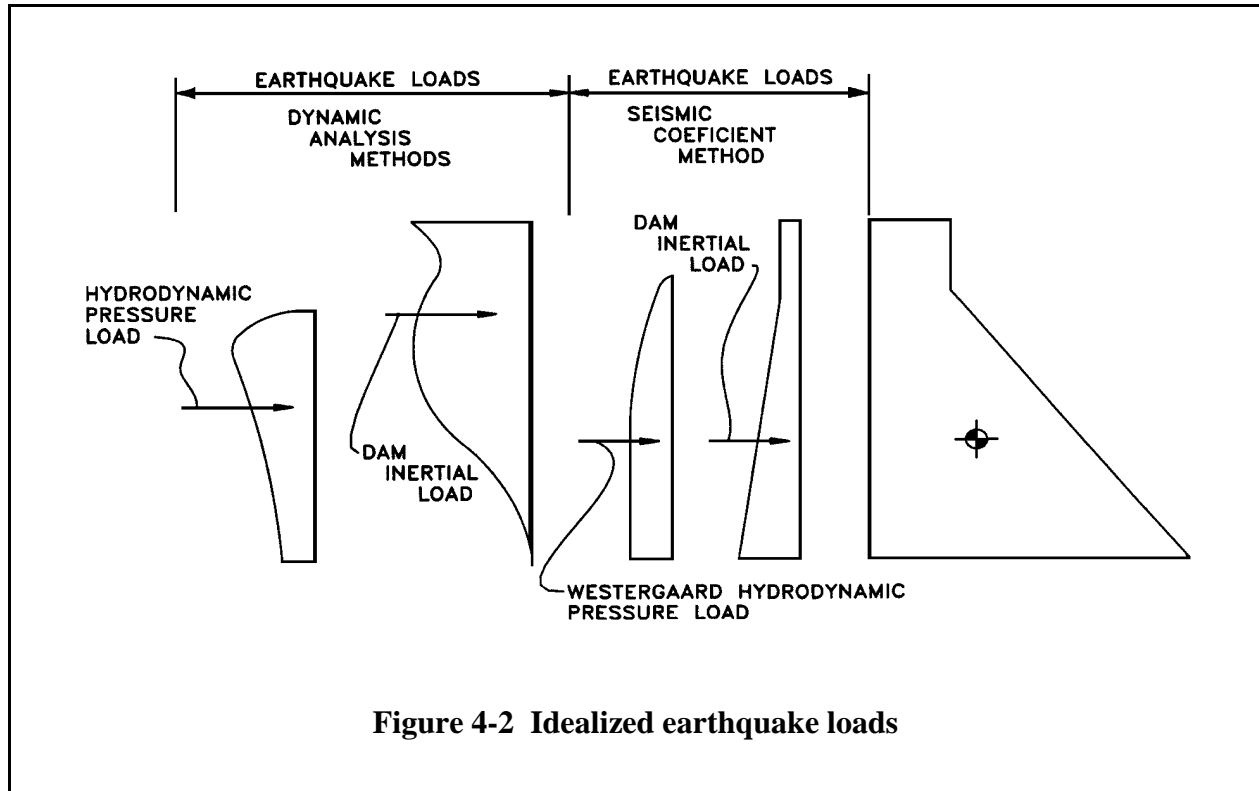 EARTHQUAKE LOADS
DYNAMIC
ANALYSIS
METHODS
EARTHQUAKE LOADS
SEISMIC
COEFICIENT
METHOD
HYDRODYNAMIC
PRESSURE
LOAD
DAM
INERTIAL
LOAD
DAM
INERTIAL
LOAD
WESTERGAARD HYDRODYNAMIC
PRESSURE LOAD
Figure 4-2 Idealized earthquake loads